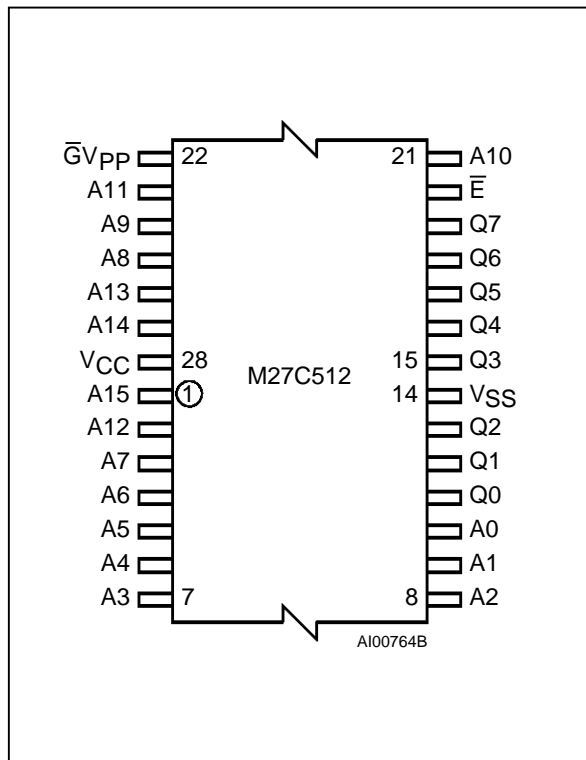 G̅VPP 22 21 A10
A11 E̅
A9 Q7
A8 Q6
A13 Q5
A14 Q4
VCC 28 15 Q3
M27C512
A15 1 14 VSS
A12 Q2
A7 Q1
A6 Q0
A5 A0
A4 A1
A3 7 8 A2
AI00764B